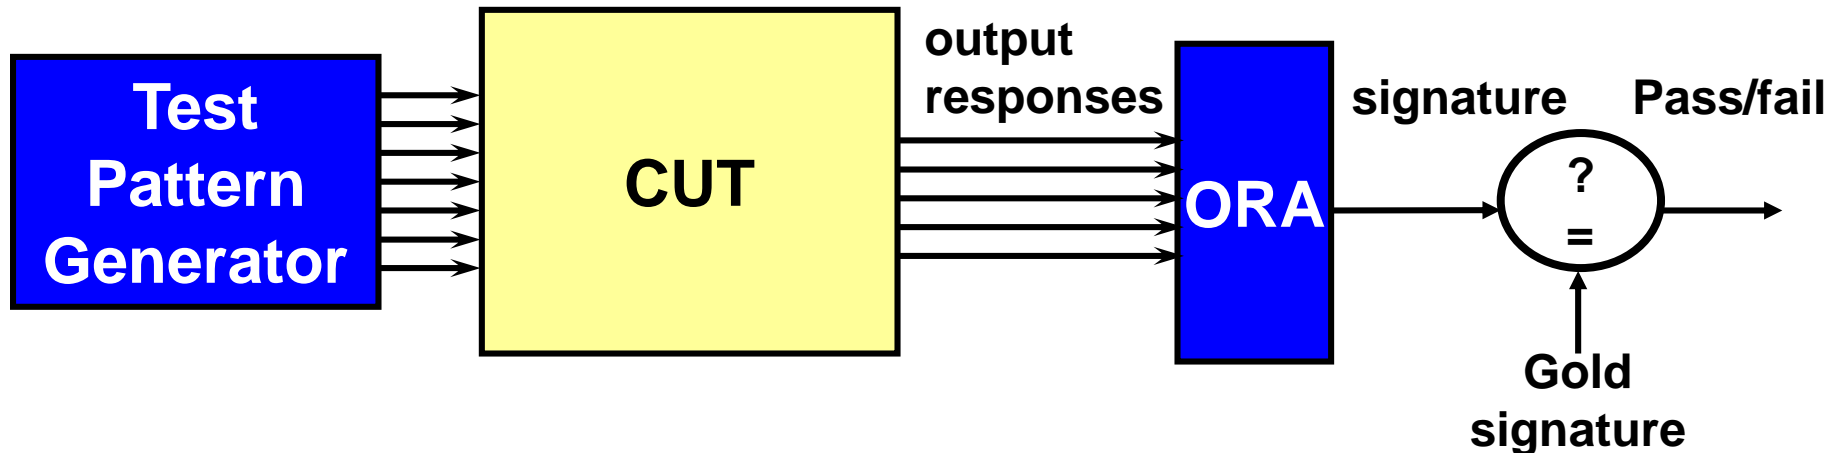 Test
Pattern
Generator
CUT
output
responses
ORA
signature
Pass/fail
?
=
Gold
signature